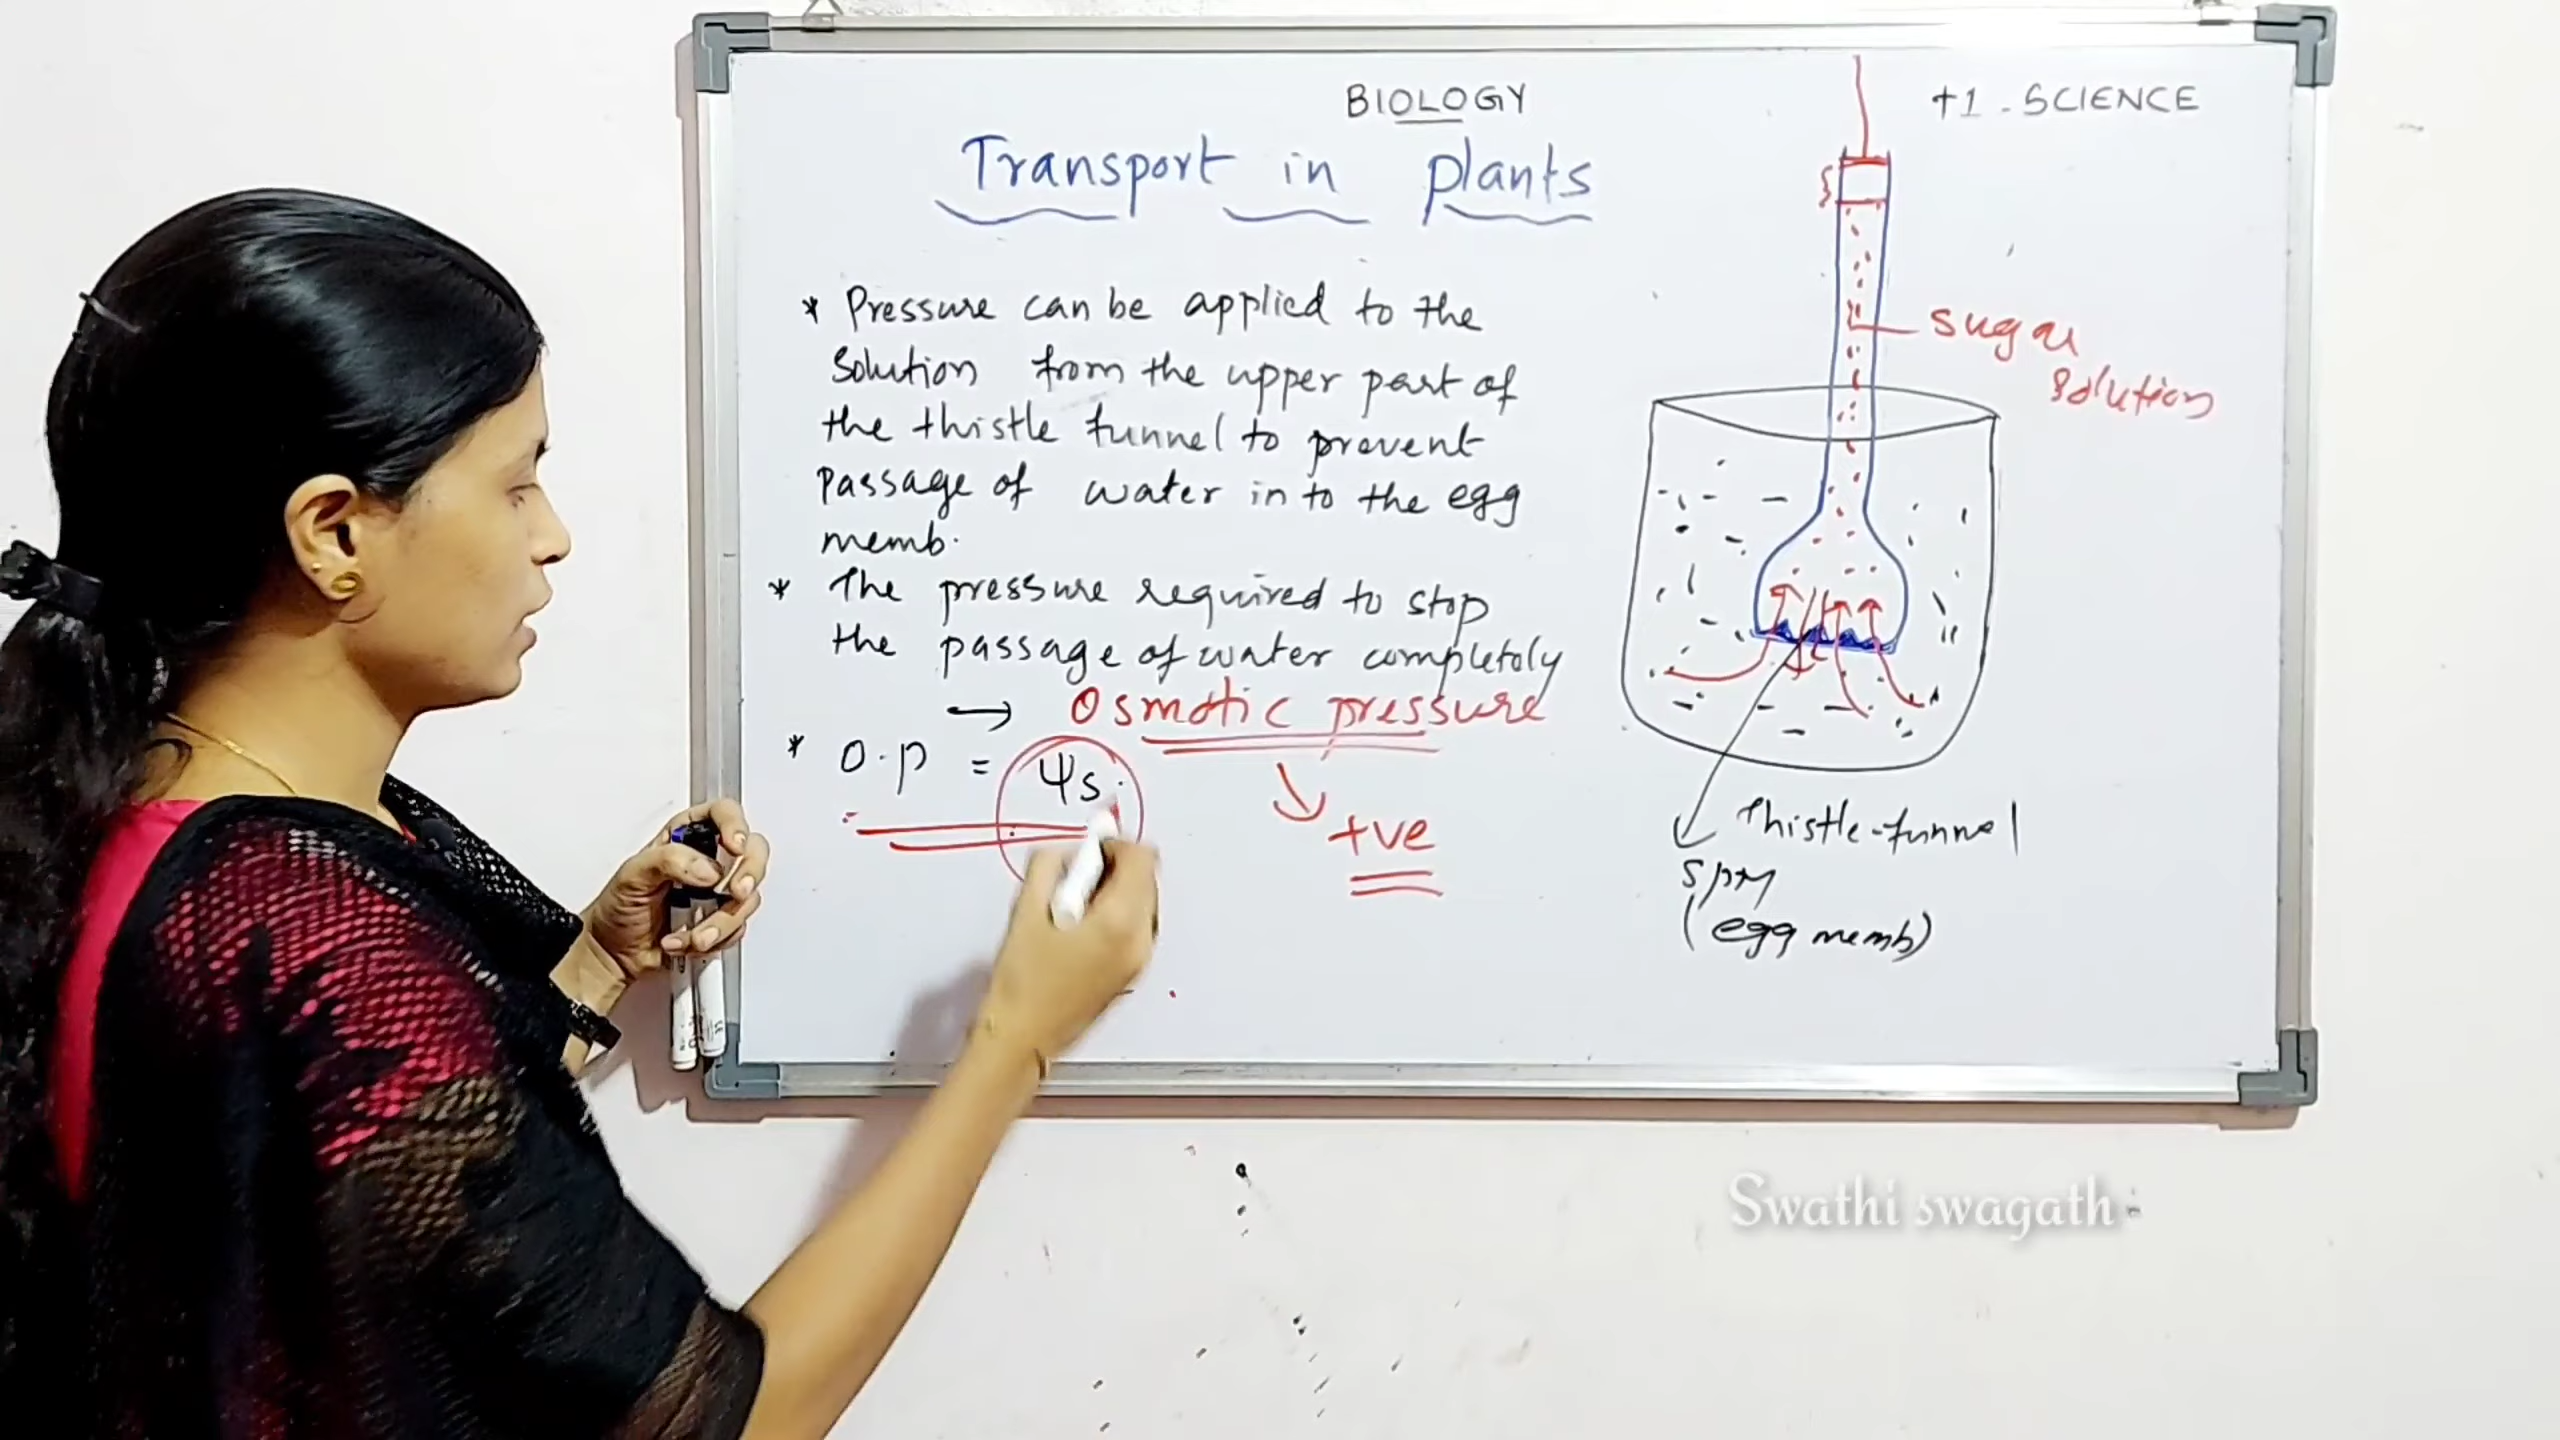 BIOLOGY
+1 - SCIENCE
Transport in plants
* Pressure can be applied to the
Solution from the upper part of
the thistle funnel to prevent
passage of water in to the egg
memb.
* The pressure required to stop
the passage of water completely
→ Osmotic pressure
* O.p = Ψs
+ve
sugar
solution
Thistle-funnel
SPM
(egg memb)
Swathi swagath